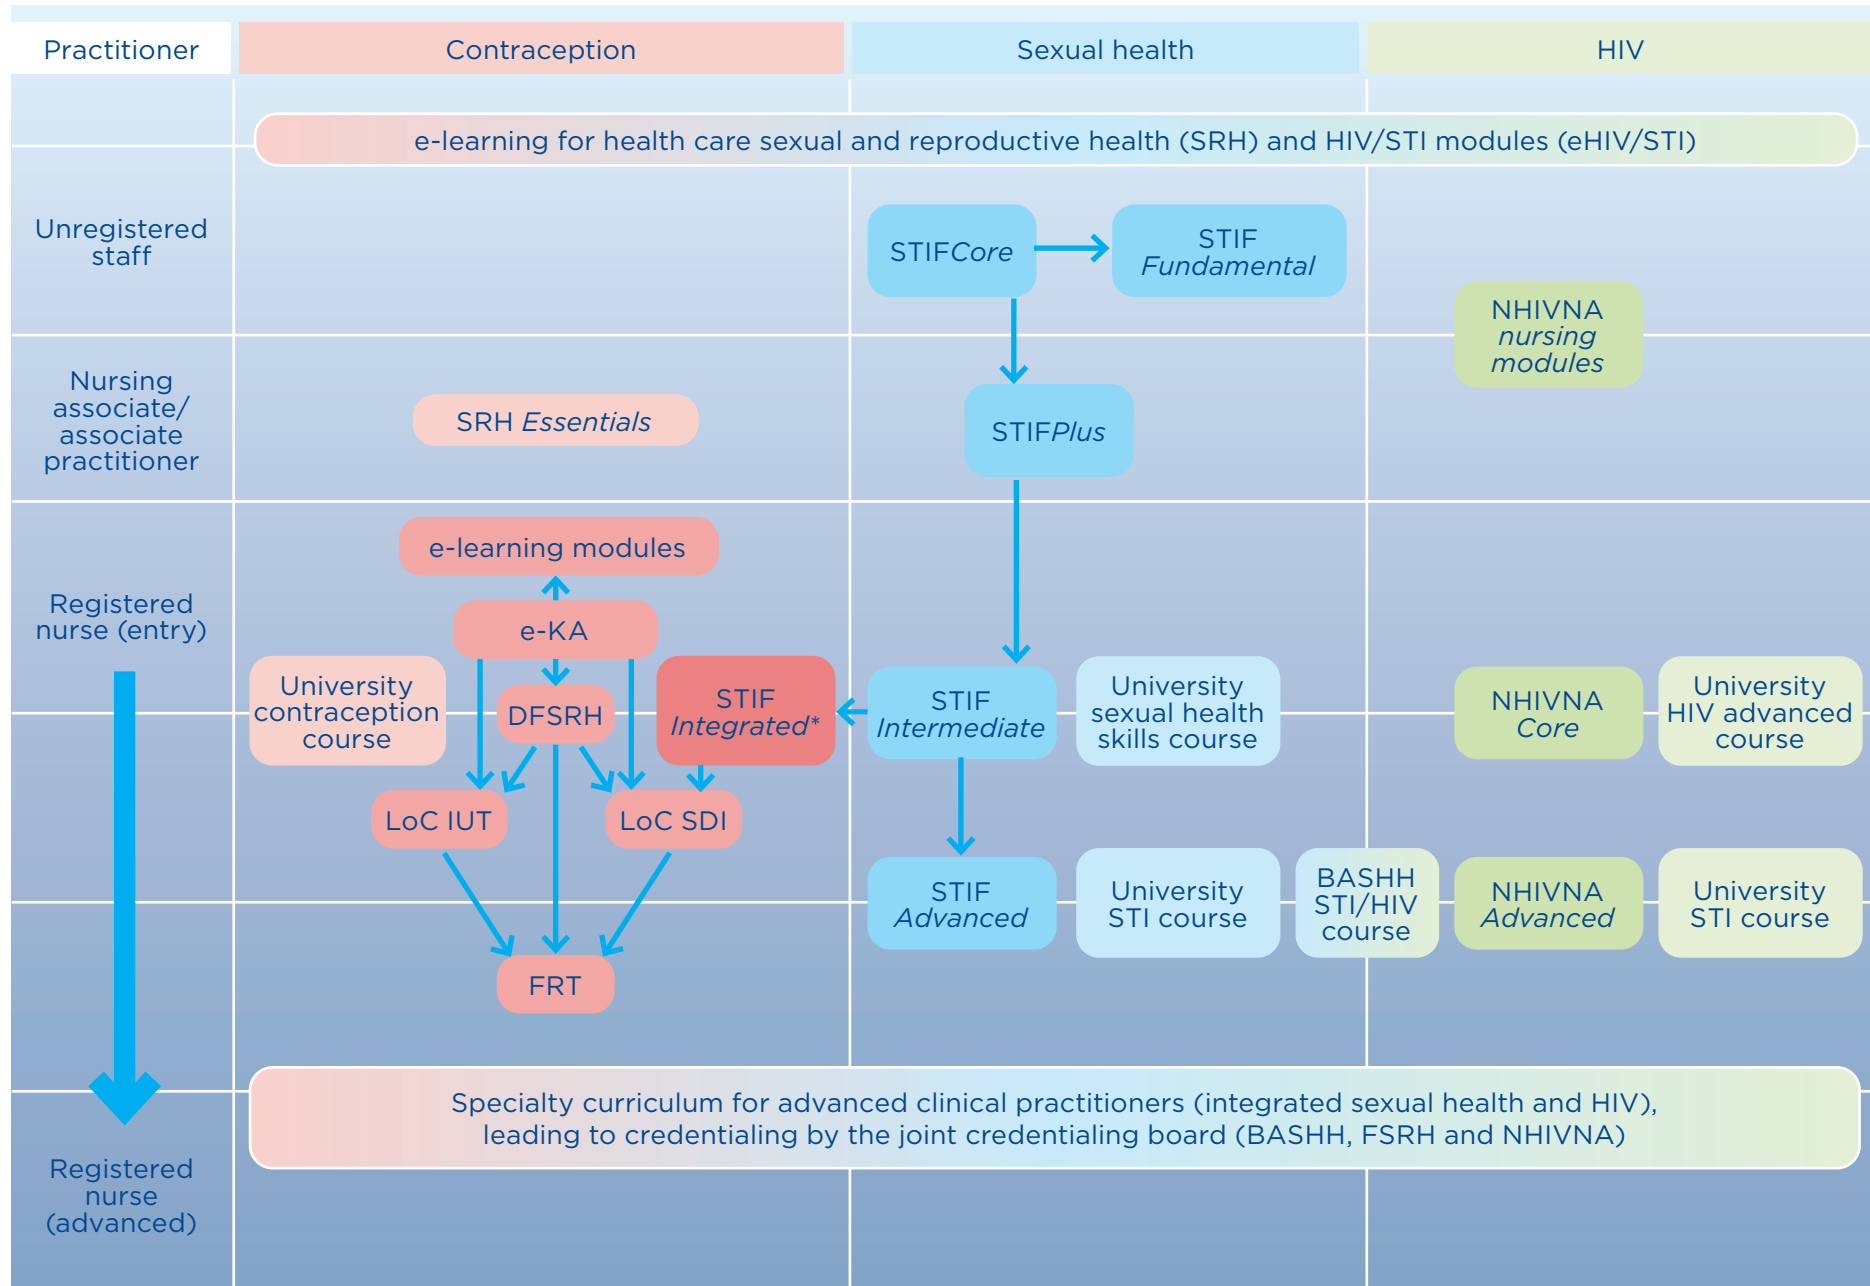 Practitioner
Contraception
Sexual health
HIV
e-learning for health care sexual and reproductive health (SRH) and HIV/STI modules (eHIV/STI)
Unregistered
staff
STIFCore
STIF
Fundamental
NHIVNA
nursing
modules
Nursing
associate/
associate
practitioner
SRH Essentials
STIFPlus
Registered
nurse (entry)
e-learning modules
e-KA
University
contraception
course
DFSRH
STIF
Integrated*
STIF
Intermediate
University
sexual health
skills course
NHIVNA
Core
University
HIV advanced
course
LoC IUT
LoC SDI
STIF
Advanced
University
STI course
BASHH
STI/HIV
course
NHIVNA
Advanced
University
STI course
FRT
Specialty curriculum for advanced clinical practitioners (integrated sexual health and HIV),
leading to credentialing by the joint credentialing board (BASHH, FSRH and NHIVNA)
Registered
nurse
(advanced)